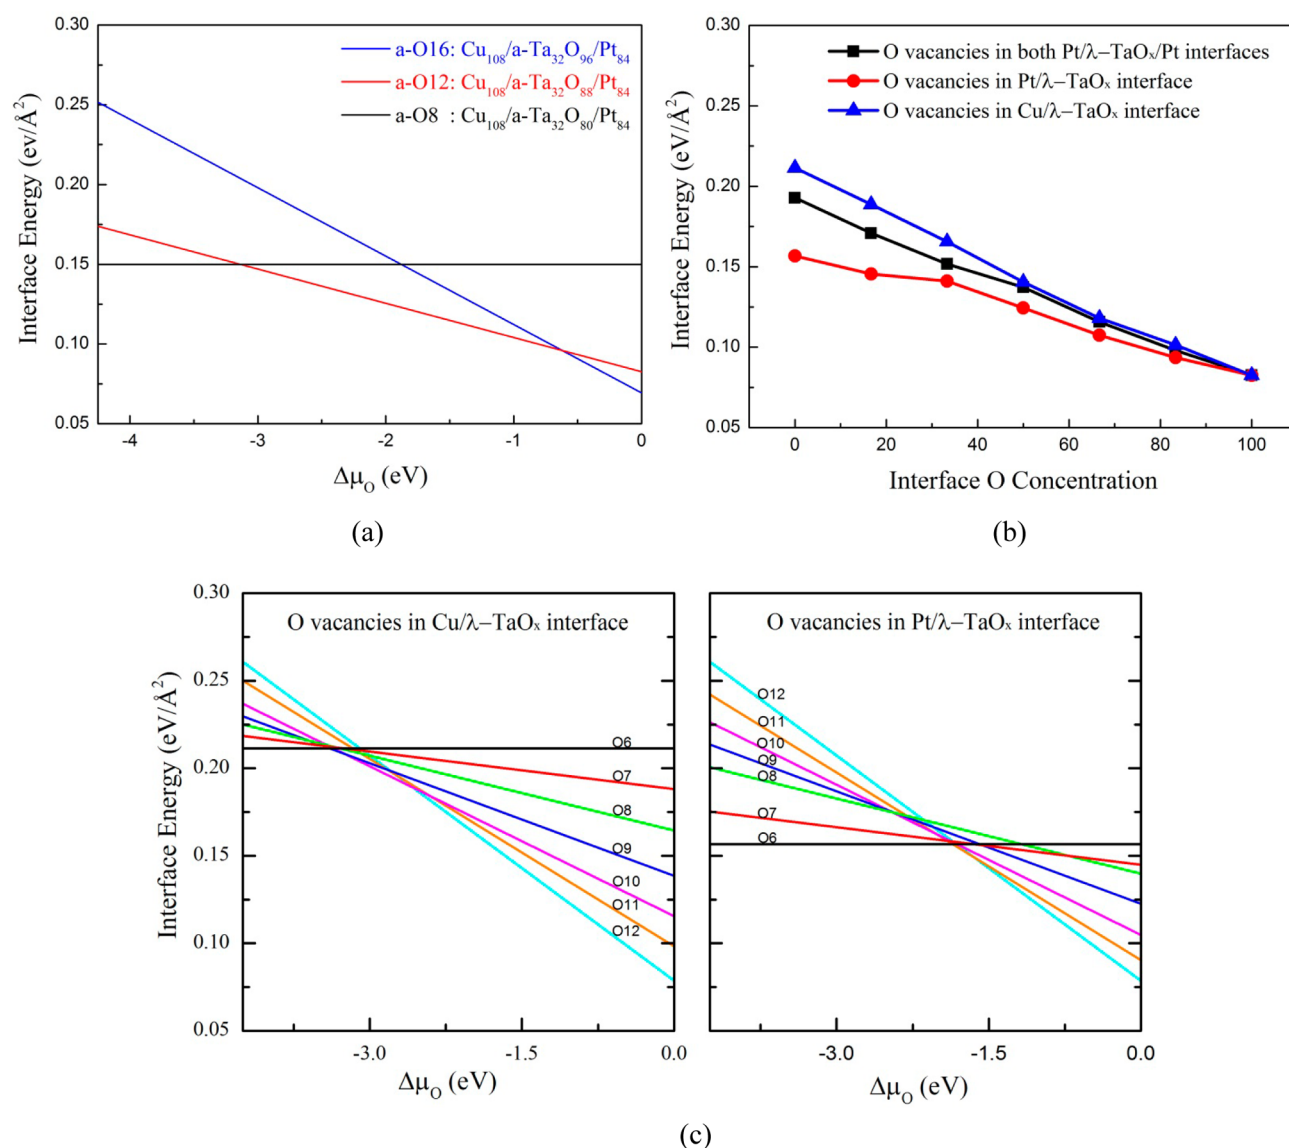 0.30
0.25
0.20
0.15
0.10
0.05
Interface Energy (ev/Å²)
a-O16: Cu₁₀₈/a-Ta₃₂O₉₆/Pt₈₄
a-O12: Cu₁₀₈/a-Ta₃₂O₈₈/Pt₈₄
a-O8 : Cu₁₀₈/a-Ta₃₂O₈₀/Pt₈₄
-4 -3 -2 -1 0
Δμ_O (eV)
(a)
0.30
0.25
0.20
0.15
0.10
0.05
Interface Energy (eV/Å²)
O vacancies in both Pt/λ−TaOₓ/Pt interfaces
O vacancies in Pt/λ−TaOₓ interface
O vacancies in Cu/λ−TaOₓ interface
0 20 40 60 80 100
Interface O Concentration
(b)
0.30
0.25
0.20
0.15
0.10
0.05
Interface Energy (eV/Å²)
O vacancies in Cu/λ−TaOₓ interface
O6
O7
O8
O9
O10
O11
O12
-3.0 -1.5 0.0
Δμ_O (eV)
O vacancies in Pt/λ−TaOₓ interface
O12
O11
O10
O9
O8
O7
O6
-3.0 -1.5 0.0
Δμ_O (eV)
(c)